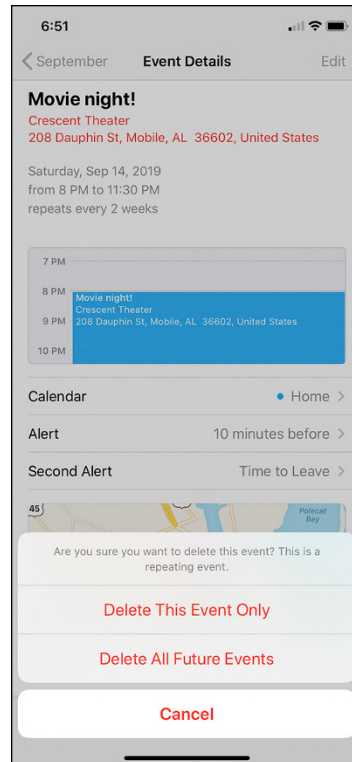 6:51
September Event Details Edit
Movie night!
Crescent Theater
208 Dauphin St, Mobile, AL 36602, United States
Saturday, Sep 14, 2019
from 8 PM to 11:30 PM
repeats every 2 weeks
7 PM
8 PM
Movie night!
Crescent Theater
9 PM 208 Dauphin St, Mobile, AL 36602, United States
10 PM
Calendar Home
Alert 10 minutes before
Second Alert Time to Leave
45
Polecat
Bay
Are you sure you want to delete this event? This is a
repeating event.
Delete This Event Only
Delete All Future Events
Cancel